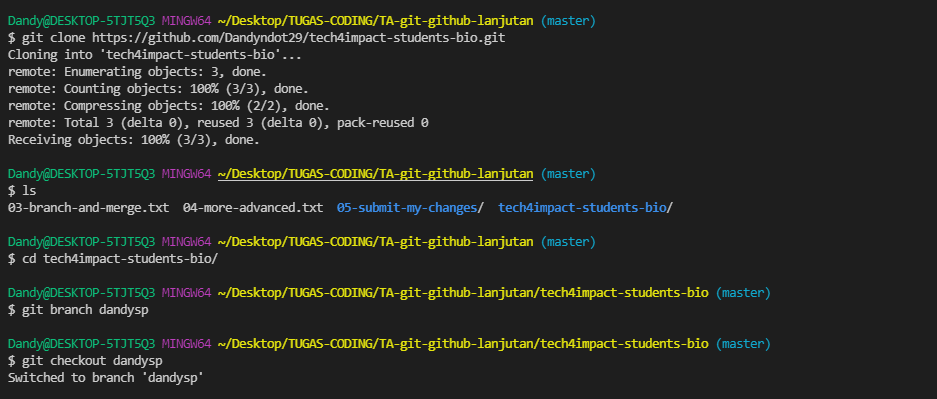 Dandy@DESKTOP-5TJT5Q3 MINGW64 ~/Desktop/TUGAS-CODING/TA-git-github-lanjutan (master)
$ git clone https://github.com/Dandyndot29/tech4impact-students-bio.git
Cloning into 'tech4impact-students-bio'...
remote: Enumerating objects: 3, done.
remote: Counting objects: 100% (3/3), done.
remote: Compressing objects: 100% (2/2), done.
remote: Total 3 (delta 0), reused 3 (delta 0), pack-reused 0
Receiving objects: 100% (3/3), done.
Dandy@DESKTOP-5TJT5Q3 MINGW64 ~/Desktop/TUGAS-CODING/TA-git-github-lanjutan (master)
$ ls
03-branch-and-merge.txt  04-more-advanced.txt  05-submit-my-changes/  tech4impact-students-bio/
Dandy@DESKTOP-5TJT5Q3 MINGW64 ~/Desktop/TUGAS-CODING/TA-git-github-lanjutan (master)
$ cd tech4impact-students-bio/
Dandy@DESKTOP-5TJT5Q3 MINGW64 ~/Desktop/TUGAS-CODING/TA-git-github-lanjutan/tech4impact-students-bio (master)
$ git branch dandysp
Dandy@DESKTOP-5TJT5Q3 MINGW64 ~/Desktop/TUGAS-CODING/TA-git-github-lanjutan/tech4impact-students-bio (master)
$ git checkout dandysp
Switched to branch 'dandysp'